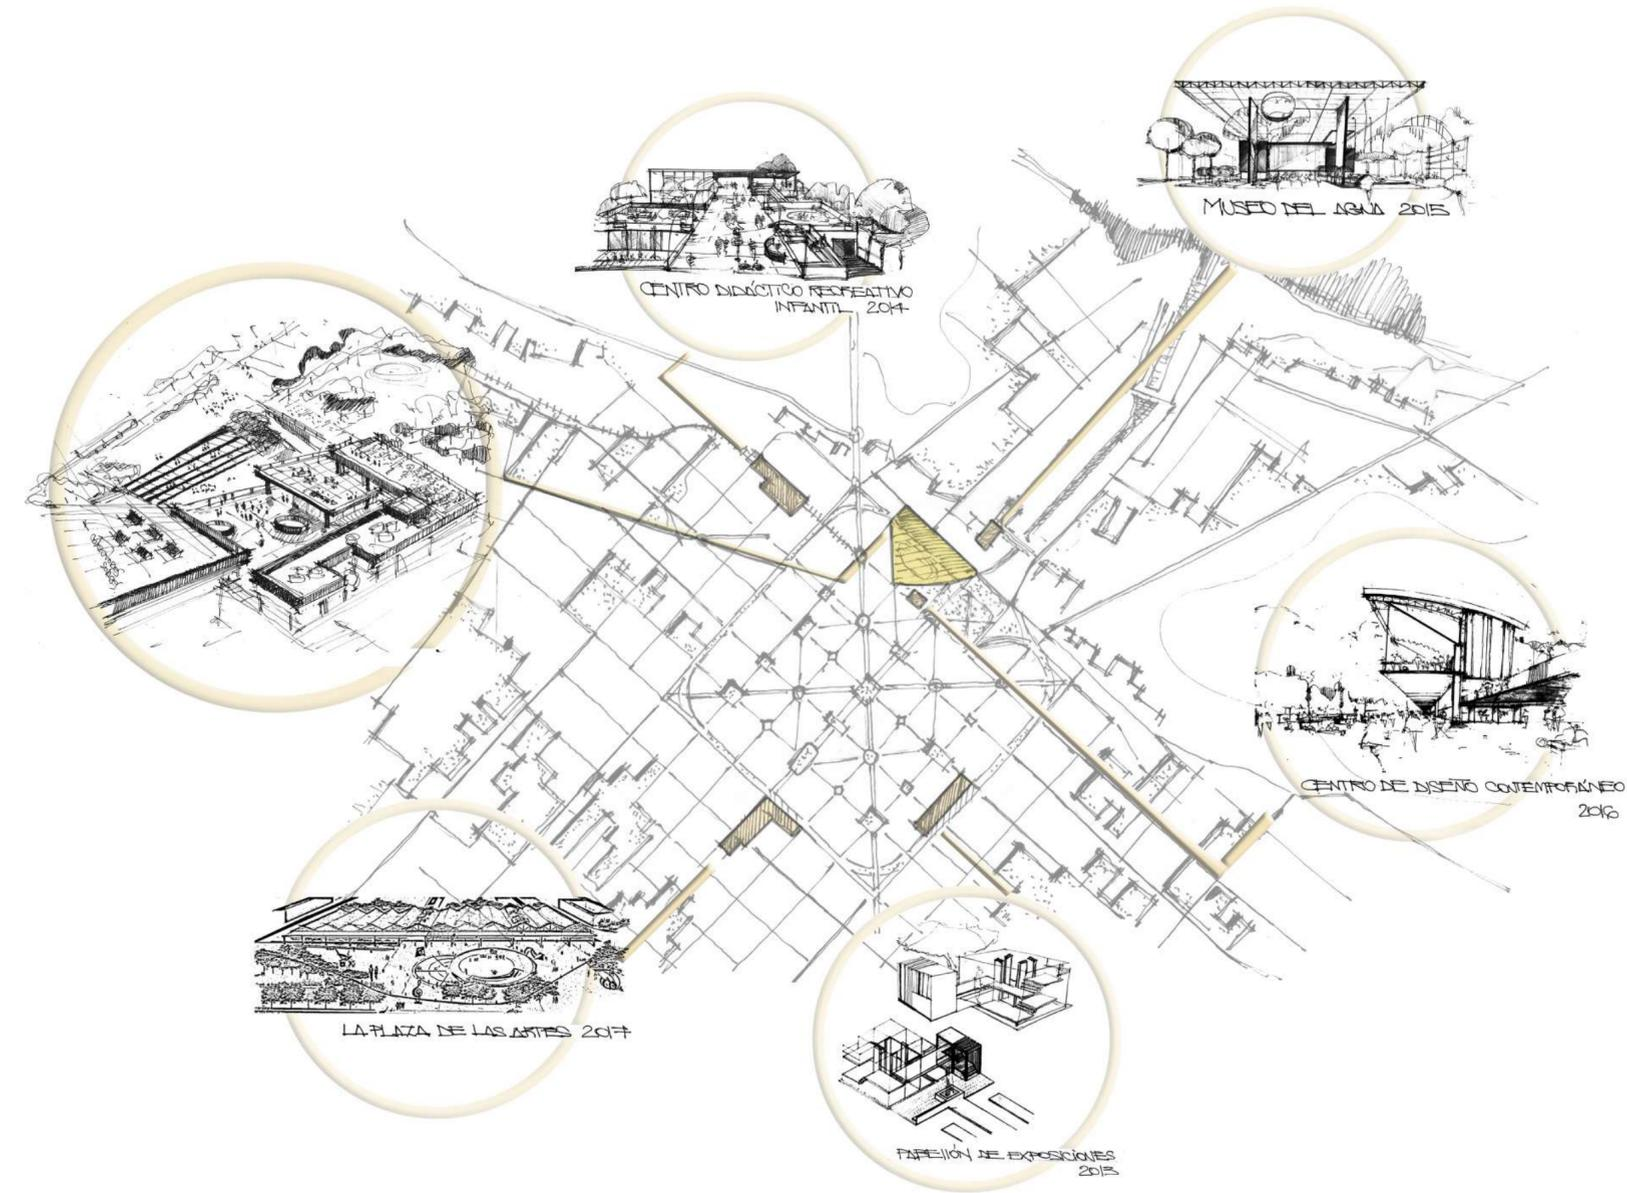 MUSEO DEL AGUA 2015
CENTRO DIDÁCTICO RECREATIVO
INFANTIL 2014
CENTRO DE DISEÑO CONTEMPORÁNEO
2016
LA PLAZA DE LAS ARTES 2017
PABELLÓN DE EXPOSICIONES
2013